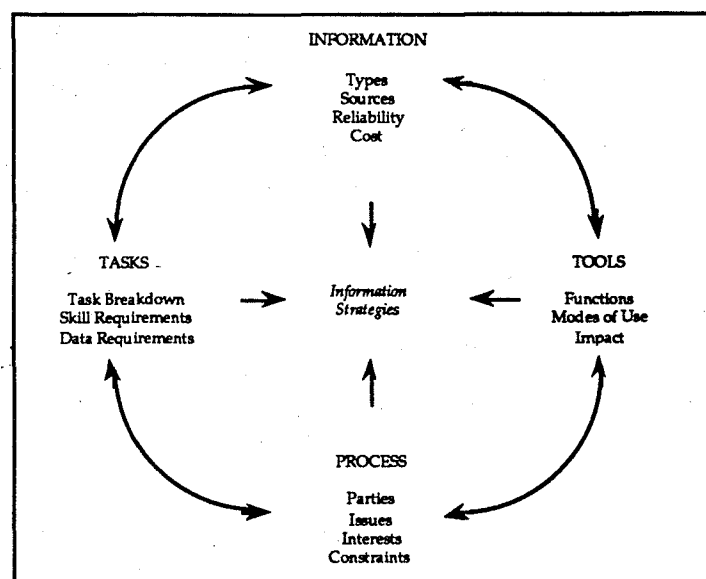 INFORMATION
Types
Sources
Reliability
Cost
TASKS
Task Breakdown
Skill Requirements
Data Requirements
Information
Strategies
TOOLS
Functions
Modes of Use
Impact
PROCESS
Parties
Issues
Interests
Constraints